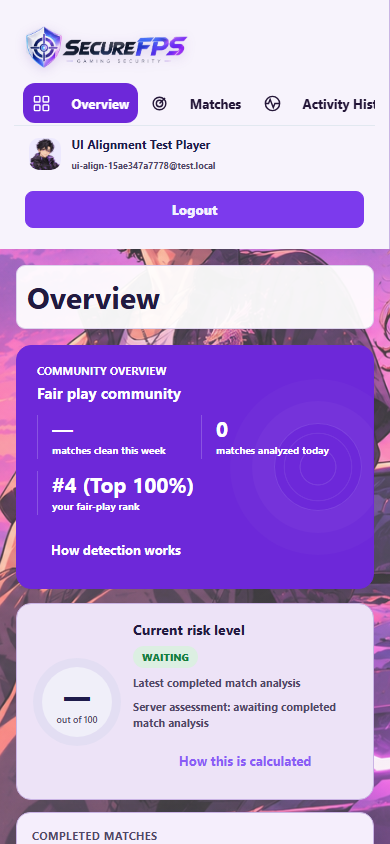 SECUREFPS
GAMING SECURITY
Overview
Matches
Activity Hist
UI Alignment Test Player
ui-align-15ae347a7778@test.local
Logout
Overview
COMMUNITY OVERVIEW
Fair play community
—
matches clean this week
0
matches analyzed today
#4 (Top 100%)
your fair-play rank
How detection works
Current risk level
WAITING
—
out of 100
Latest completed match analysis
Server assessment: awaiting completed
match analysis
How this is calculated
COMPLETED MATCHES